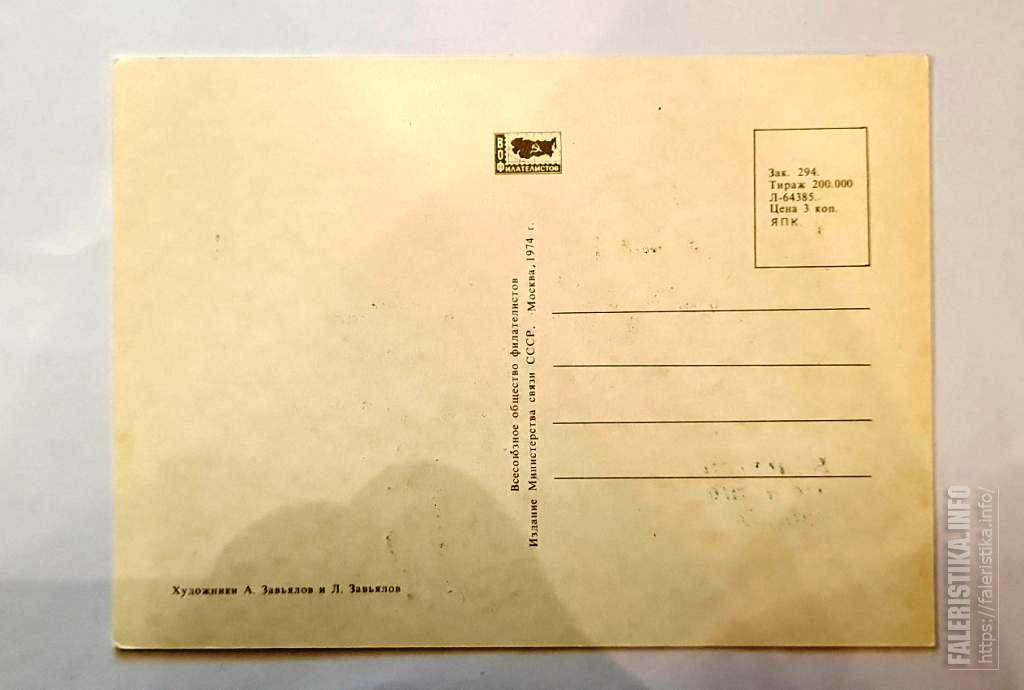 ВОФ
ФИЛАТЕЛИСТОВ
Зак. 294.
Тираж 200.000
Л-64385.
Цена 3 коп.
ЯПК
Всесоюзное общество филателистов
Издание Министерства связи СССР. Москва, 1974 г.
Художники А. Завьялов и Л. Завьялов
FALERISTIKA.INFO
https://faleristika.info/